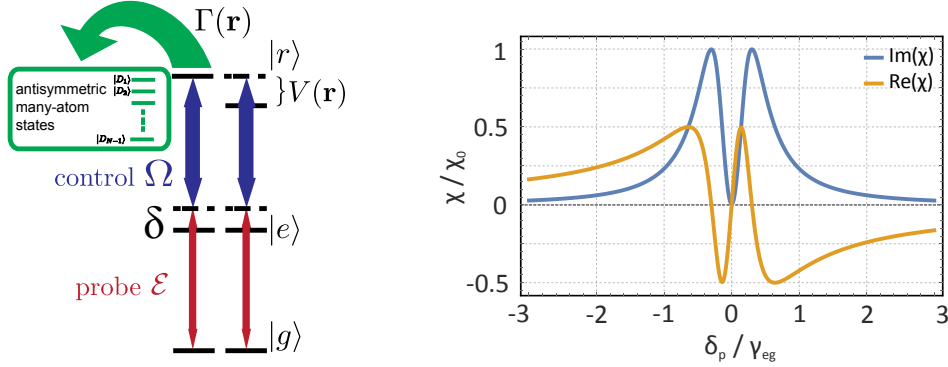 Γ(r)
|r⟩
}V(r)
|D₁⟩
|D₂⟩
antisymmetric
many-atom
states
|D_{N−1}⟩
control Ω
δ
|e⟩
probe ℰ
|g⟩
Im(χ)
Re(χ)
1
0.5
0
-0.5
χ / χ₀
-3 -2 -1 0 1 2 3
δ_p / γ_eg